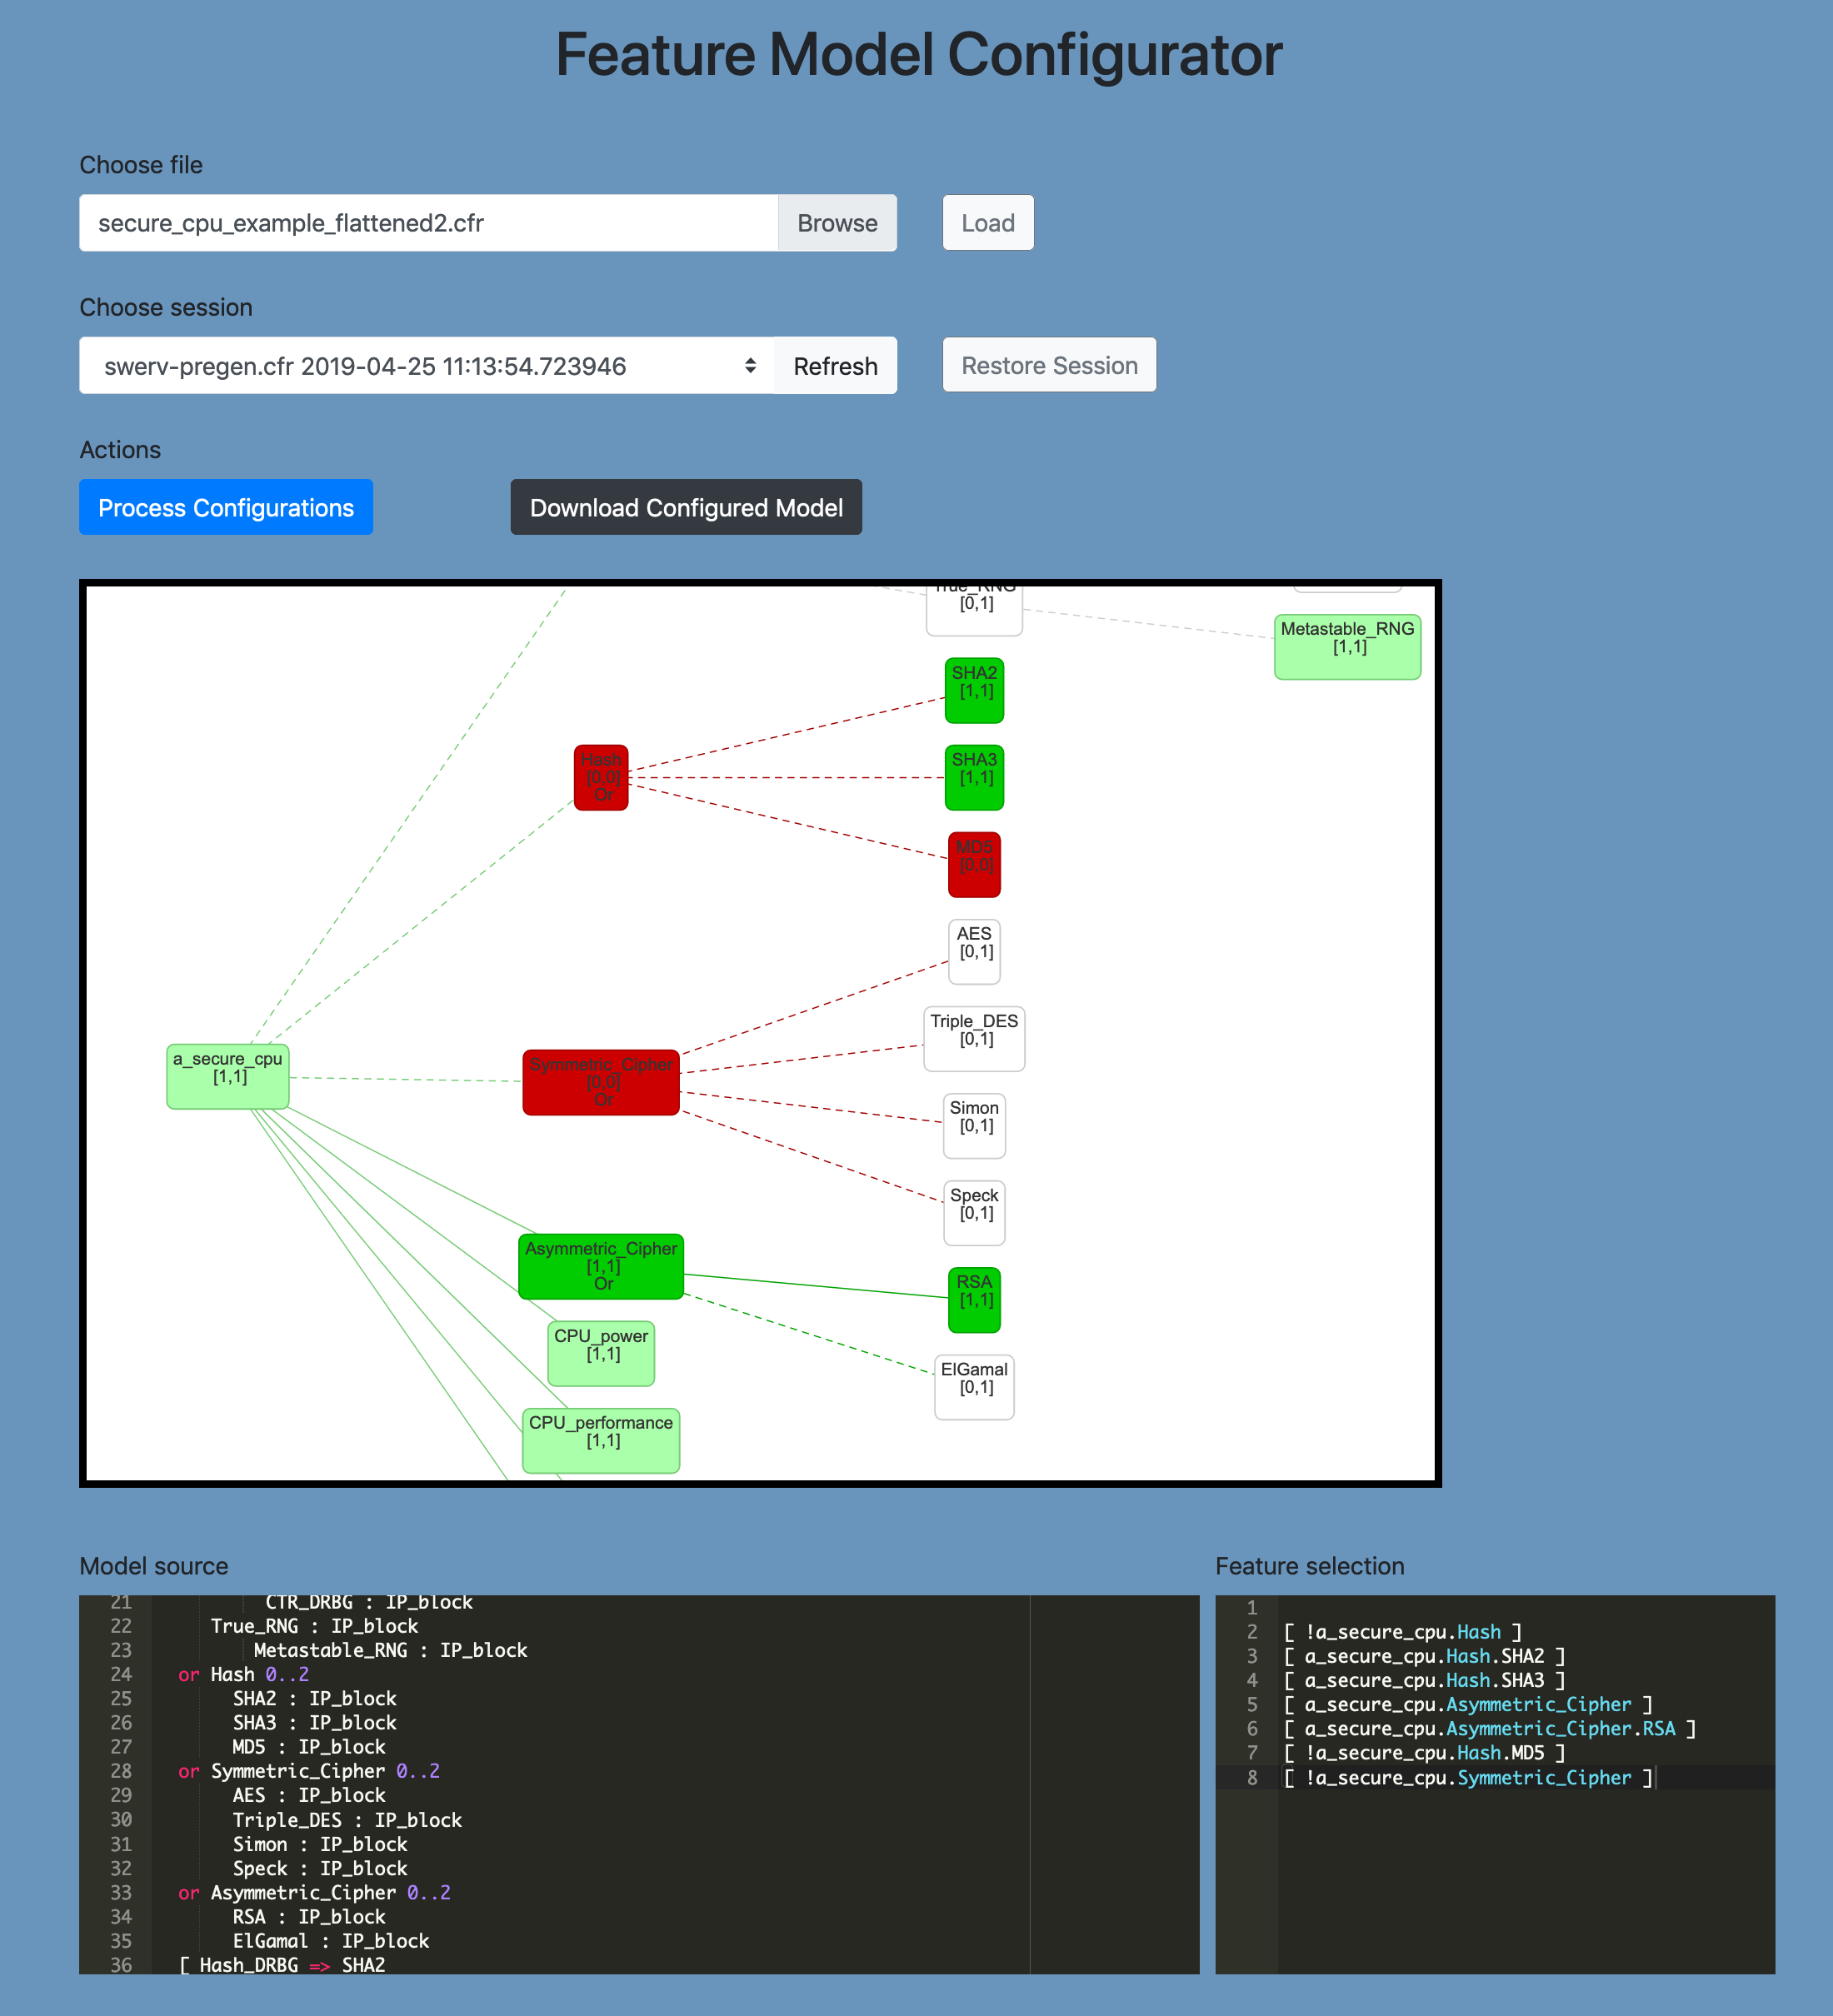 Feature Model Configurator
Choose file
secure_cpu_example_flattened2.cfr
Browse
Load
Choose session
swerv-pregen.cfr 2019-04-25 11:13:54.723946
Refresh
Restore Session
Actions
Process Configurations
Download Configured Model
True_RNG
[0,1]
Metastable_RNG
[1,1]
SHA2
[1,1]
Hash
[0,0]
Or
SHA3
[1,1]
MD5
[0,0]
AES
[0,1]
Triple_DES
[0,1]
a_secure_cpu
[1,1]
Symmetric_Cipher
[0,0]
Or
Simon
[0,1]
Speck
[0,1]
Asymmetric_Cipher
[1,1]
Or
RSA
[1,1]
CPU_power
[1,1]
ElGamal
[0,1]
CPU_performance
[1,1]
Model source
21 CTR_DRBG : IP_block
22 True_RNG : IP_block
23 Metastable_RNG : IP_block
24 or Hash 0..2
25 SHA2 : IP_block
26 SHA3 : IP_block
27 MD5 : IP_block
28 or Symmetric_Cipher 0..2
29 AES : IP_block
30 Triple_DES : IP_block
31 Simon : IP_block
32 Speck : IP_block
33 or Asymmetric_Cipher 0..2
34 RSA : IP_block
35 ElGamal : IP_block
36 [ Hash_DRBG => SHA2
Feature selection
1
2 [ !a_secure_cpu.Hash ]
3 [ a_secure_cpu.Hash.SHA2 ]
4 [ a_secure_cpu.Hash.SHA3 ]
5 [ a_secure_cpu.Asymmetric_Cipher ]
6 [ a_secure_cpu.Asymmetric_Cipher.RSA ]
7 [ !a_secure_cpu.Hash.MD5 ]
8 [ !a_secure_cpu.Symmetric_Cipher ]